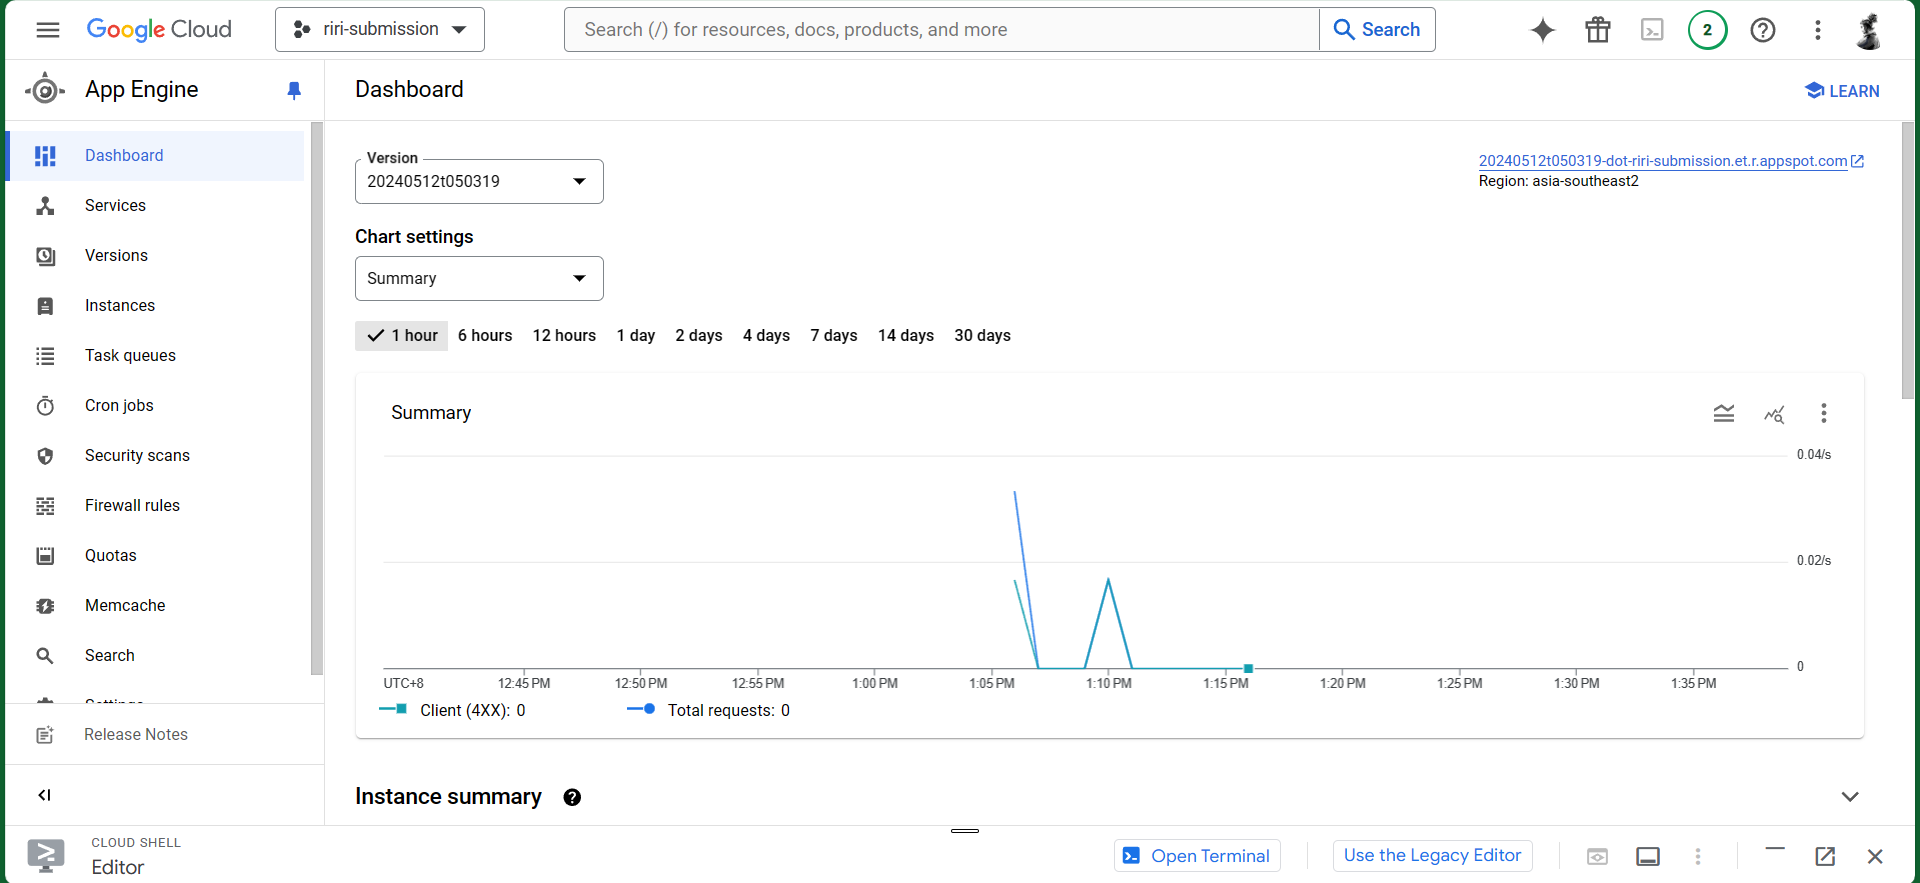 Google Cloud
riri-submission
Search (/) for resources, docs, products, and more
Search
2
App Engine
Dashboard
LEARN
Dashboard
Services
Versions
Instances
Task queues
Cron jobs
Security scans
Firewall rules
Quotas
Memcache
Search
Settings
Release Notes
Version
20240512t050319
20240512t050319-dot-riri-submission.et.r.appspot.com
Region: asia-southeast2
Chart settings
Summary
1 hour 6 hours 12 hours 1 day 2 days 4 days 7 days 14 days 30 days
Summary
0.04/s
0.02/s
0
UTC+8 12:45 PM 12:50 PM 12:55 PM 1:00 PM 1:05 PM 1:10 PM 1:15 PM 1:20 PM 1:25 PM 1:30 PM 1:35 PM
Client (4XX): 0 Total requests: 0
Instance summary
CLOUD SHELL
Editor
Open Terminal
Use the Legacy Editor